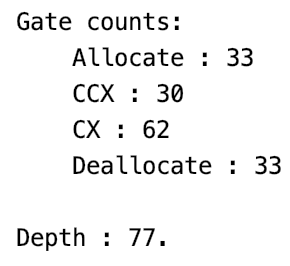 Gate counts:
Allocate : 33
CCX : 30
CX : 62
Deallocate : 33
Depth : 77.